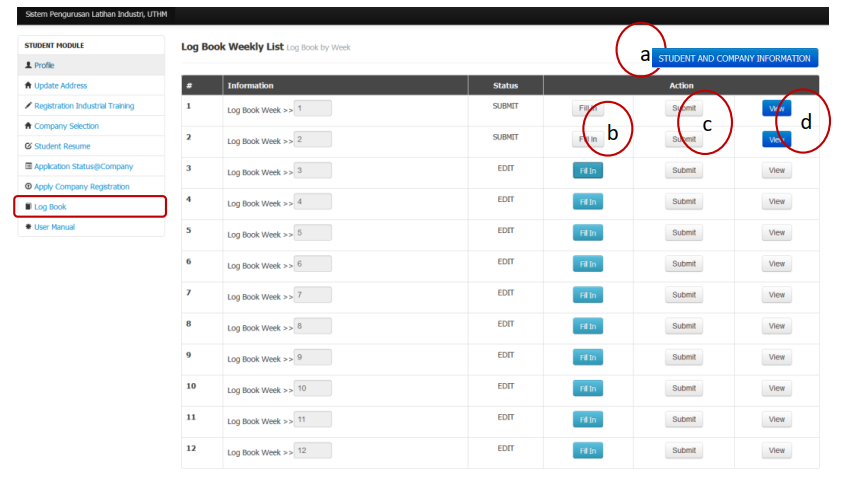 Sistem Pengurusan Latihan Industri, UTHM
STUDENT MODULE
Profile
Update Address
Registration Industrial Training
Company Selection
Student Resume
Application Status@Company
Apply Company Registration
Log Book
User Manual
Log Book Weekly List Log Book by Week
a STUDENT AND COMPANY INFORMATION
# Information Status Action
1 Log Book Week >> 1 SUBMIT Fill In Submit View
2 Log Book Week >> 2 SUBMIT Fill In Submit View
b c d
3 Log Book Week >> 3 EDIT Fill In Submit View
4 Log Book Week >> 4 EDIT Fill In Submit View
5 Log Book Week >> 5 EDIT Fill In Submit View
6 Log Book Week >> 6 EDIT Fill In Submit View
7 Log Book Week >> 7 EDIT Fill In Submit View
8 Log Book Week >> 8 EDIT Fill In Submit View
9 Log Book Week >> 9 EDIT Fill In Submit View
10 Log Book Week >> 10 EDIT Fill In Submit View
11 Log Book Week >> 11 EDIT Fill In Submit View
12 Log Book Week >> 12 EDIT Fill In Submit View